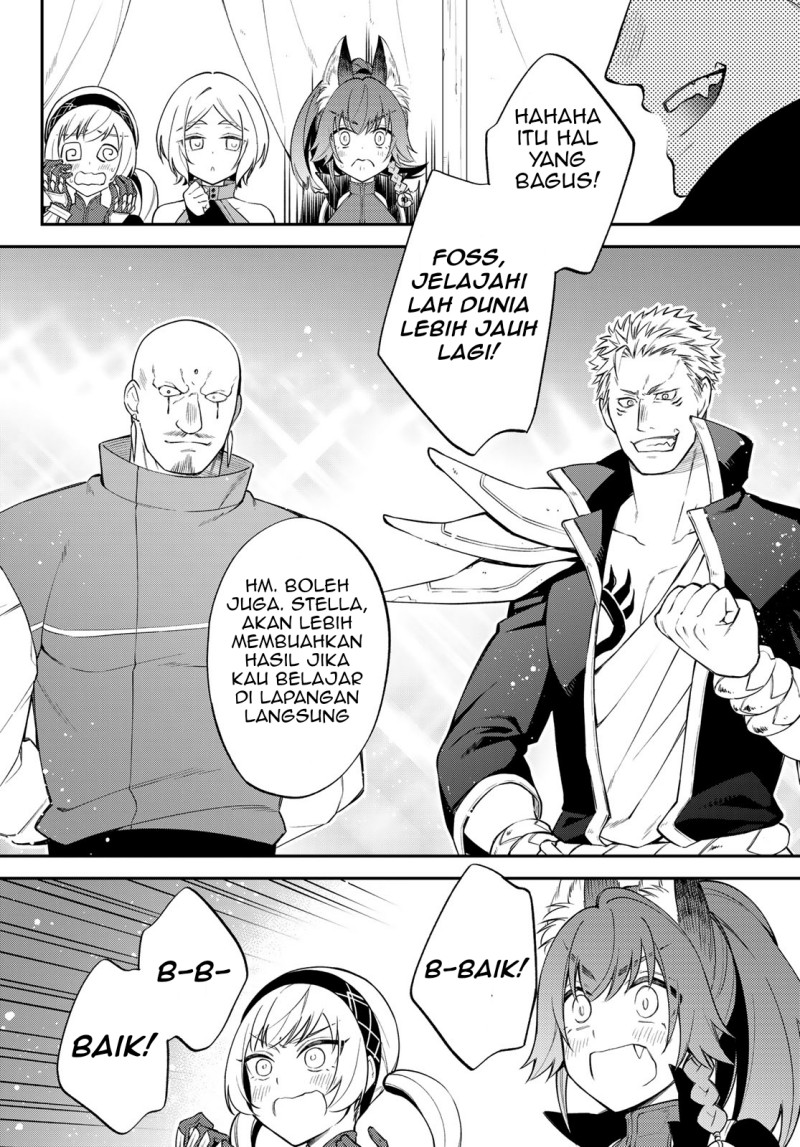 HAHAHA
ITU HAL
YANG
BAGUS!
FOSS,
JELAJAHI
LAH DUNIA
LEBIH JAUH
LAGI!
HM. BOLEH
JUGA. STELLA,
AKAN LEBIH
MEMBUAHKAN
HASIL JIKA
KAU BELAJAR
DI LAPANGAN
LANGSUNG
B-BAIK!
B-B-
BAIK!